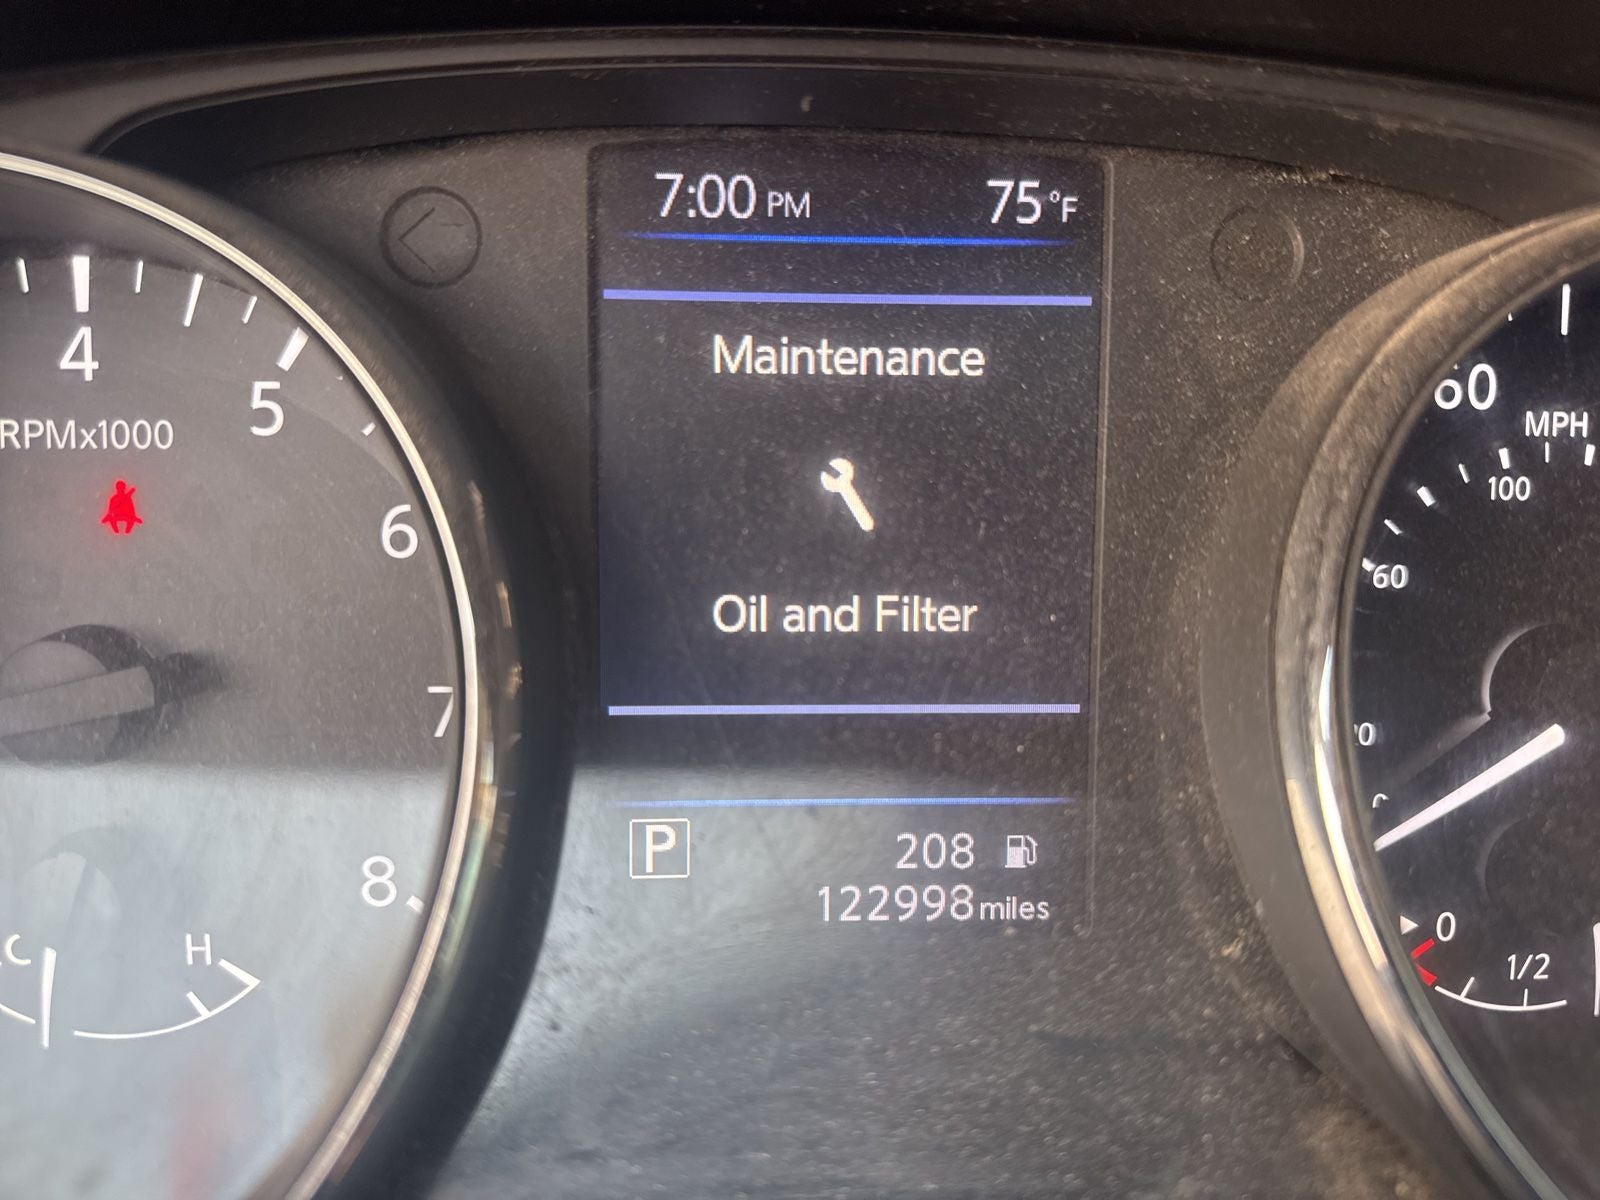 7:00 PM 75°F
Maintenance
Oil and Filter
P 208
122998 miles
4
5
RPMx1000
6
7
8
C H
60
MPH
100
60
0
1/2